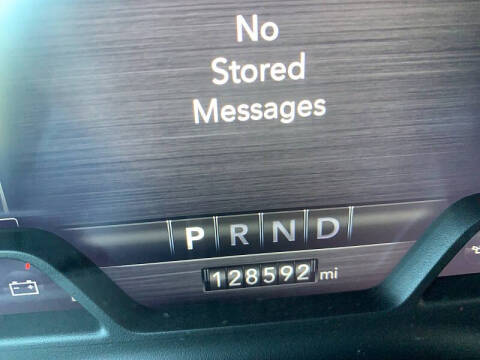 No
Stored
Messages
P R N D
128592 mi